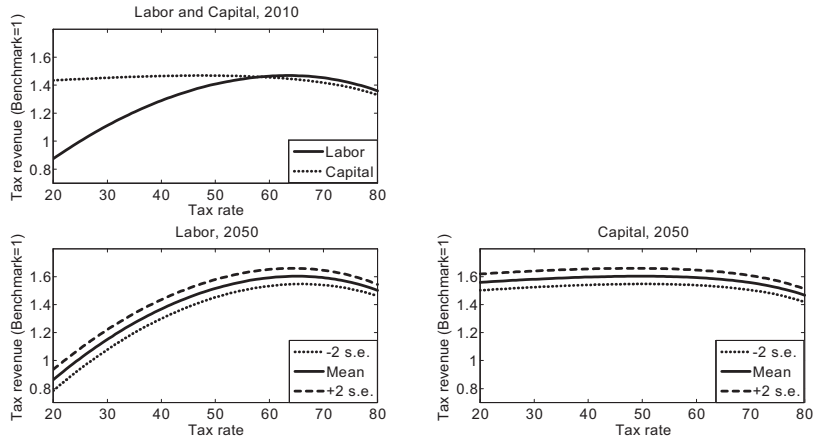 Labor and Capital, 2010
Tax revenue (Benchmark=1)
1.6
1.4
1.2
1
0.8
20 30 40 50 60 70 80
Tax rate
Labor
Capital
Labor, 2050
Tax revenue (Benchmark=1)
1.6
1.4
1.2
1
0.8
20 30 40 50 60 70 80
Tax rate
-2 s.e.
Mean
+2 s.e.
Capital, 2050
Tax revenue (Benchmark=1)
1.6
1.4
1.2
1
0.8
20 30 40 50 60 70 80
Tax rate
-2 s.e.
Mean
+2 s.e.